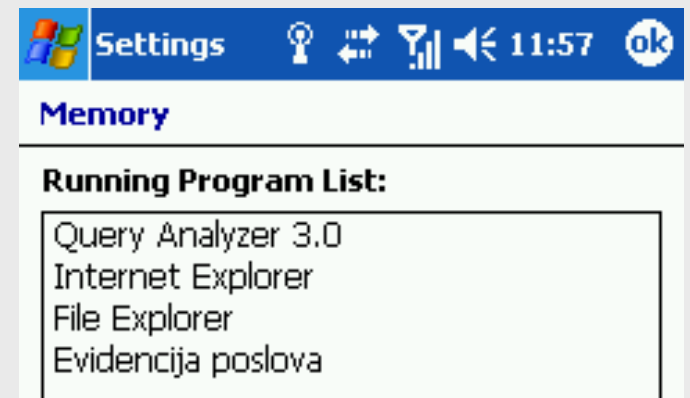 Settings 11:57 ok
Memory
Running Program List:
Query Analyzer 3.0
Internet Explorer
File Explorer
Evidencija poslova